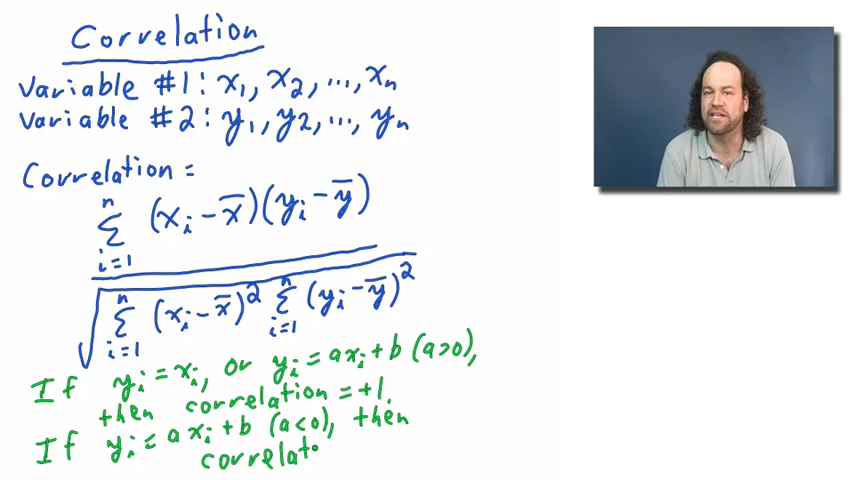 Correlation
Variable #1: x₁, x₂, ..., xₙ
Variable #2: y₁, y₂, ..., yₙ
Correlation =
n
∑ (xᵢ - x̄)(yᵢ - ȳ)
i=1
n n
√ ∑ (xᵢ - x̄)² ∑ (yᵢ - ȳ)²
i=1 i=1
If yᵢ = xᵢ, or yᵢ = axᵢ + b (a>0),
then correlation = +1.
If yᵢ = axᵢ + b (a<0), then
correlat